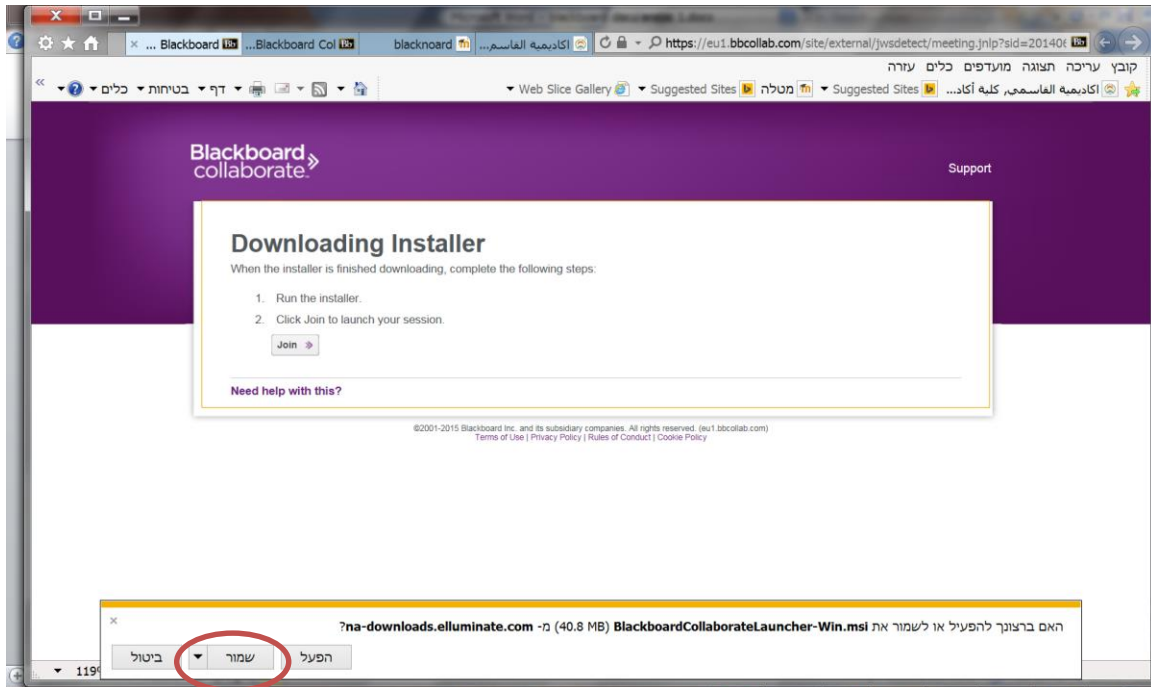 https://eu1.bbcollab.com/site/external/jwsdetect/meeting.jnlp?sid=20140
اكاديمية القاسم...
blacknoard
Blackboard Col...
Blackboard ...
קובץ עריכה תצוגה מועדפים כלים עזרה
اكاديمية القاسمي, كلية أكاد...
Suggested Sites
מטלה
Suggested Sites
Web Slice Gallery
דף
בטיחות
כלים
Blackboard
collaborate
Support
Downloading Installer
When the installer is finished downloading, complete the following steps:
1. Run the installer.
2. Click Join to launch your session.
Join
Need help with this?
©2001-2015 Blackboard Inc. and its subsidiary companies. All rights reserved. (eu1.bbcollab.com)
Terms of Use | Privacy Policy | Rules of Conduct | Cookie Policy
האם ברצונך להפעיל או לשמור את BlackboardCollaborateLauncher-Win.msi (40.8 MB) מ- na-downloads.elluminate.com?
הפעל
שמור
ביטול
119%